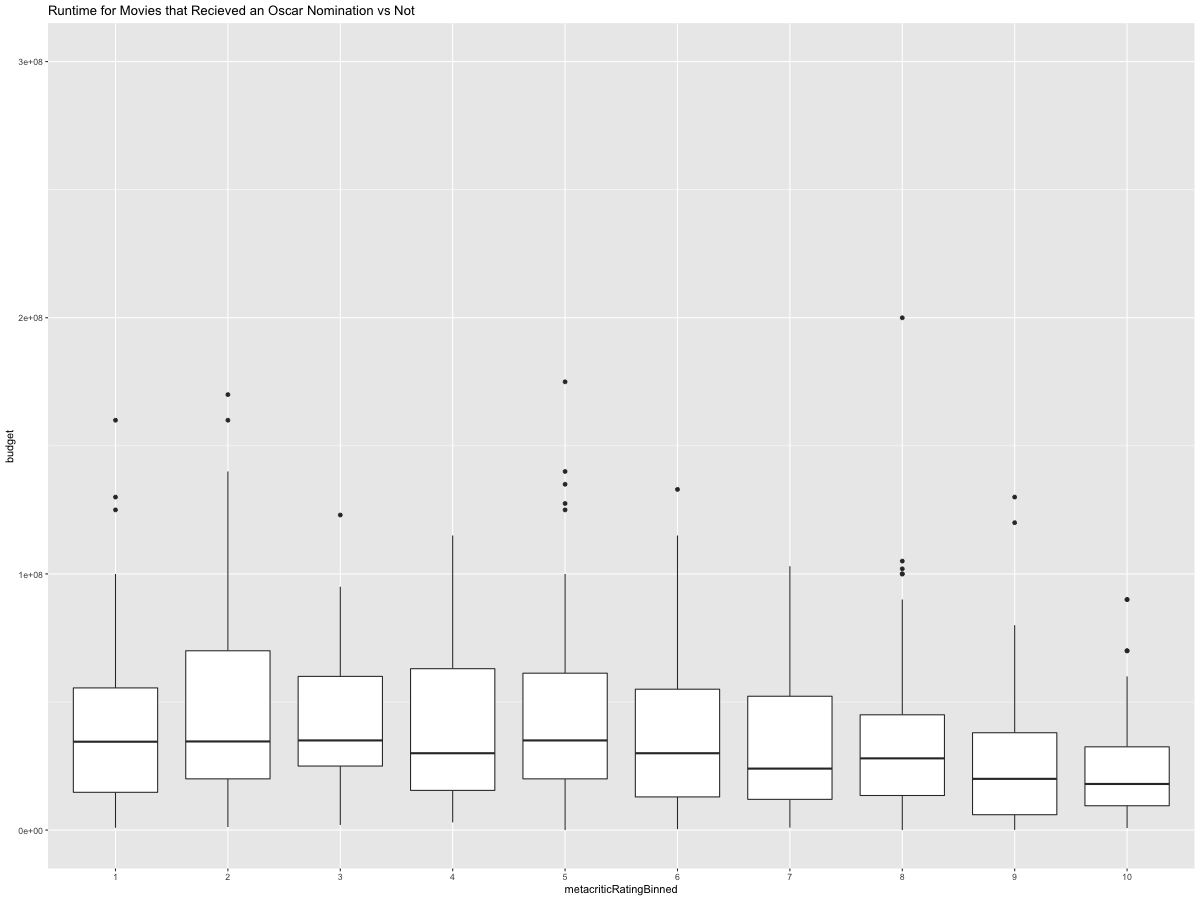 Runtime for Movies that Recieved an Oscar Nomination vs Not
3e+08
2e+08
1e+08
0e+00
budget
1 2 3 4 5 6 7 8 9 10
metacriticRatingBinned